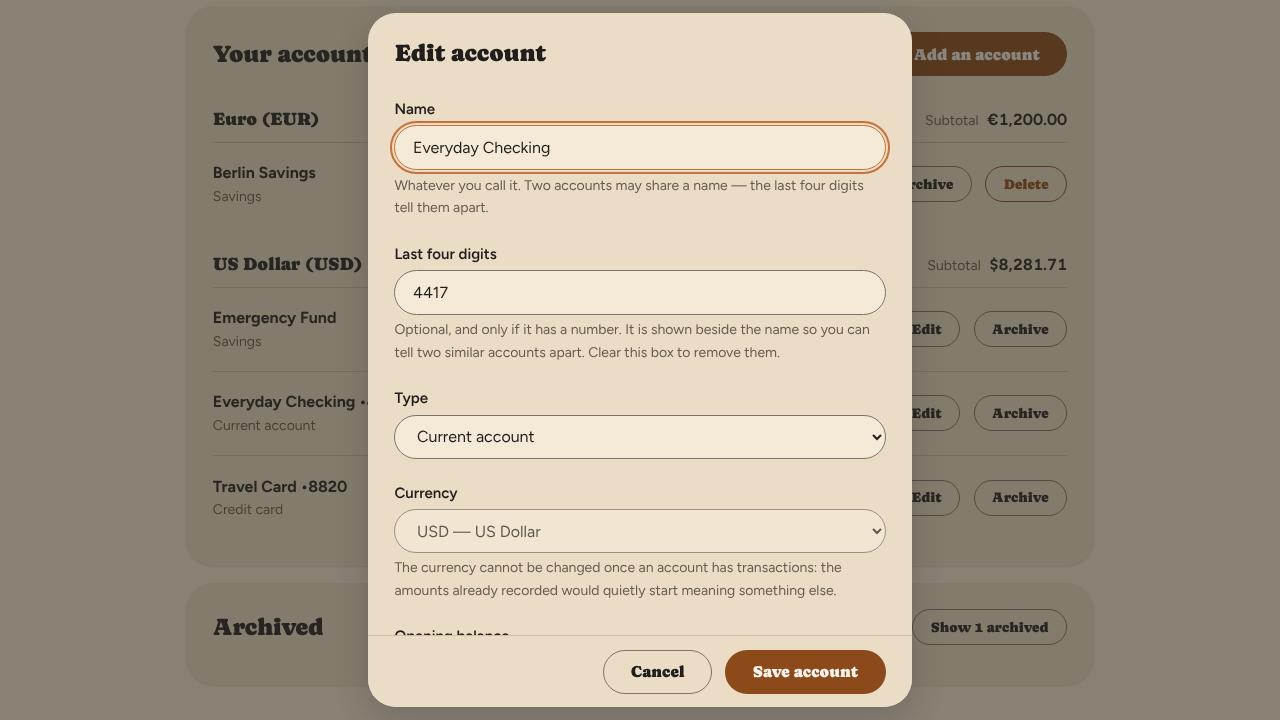 Your account
Add an account
Euro (EUR)
Subtotal €1,200.00
Berlin Savings
Savings
Delete
US Dollar (USD)
Subtotal $8,281.71
Emergency Fund
Savings
Edit
Archive
Everyday Checking
Current account
Edit
Archive
Travel Card •8820
Credit card
Edit
Archive
Archived
Show 1 archived
Edit account
Name
Everyday Checking
Whatever you call it. Two accounts may share a name — the last four digits
tell them apart.
Last four digits
4417
Optional, and only if it has a number. It is shown beside the name so you can
tell two similar accounts apart. Clear this box to remove them.
Type
Current account
Currency
USD — US Dollar
The currency cannot be changed once an account has transactions: the
amounts already recorded would quietly start meaning something else.
Opening balance
Cancel
Save account